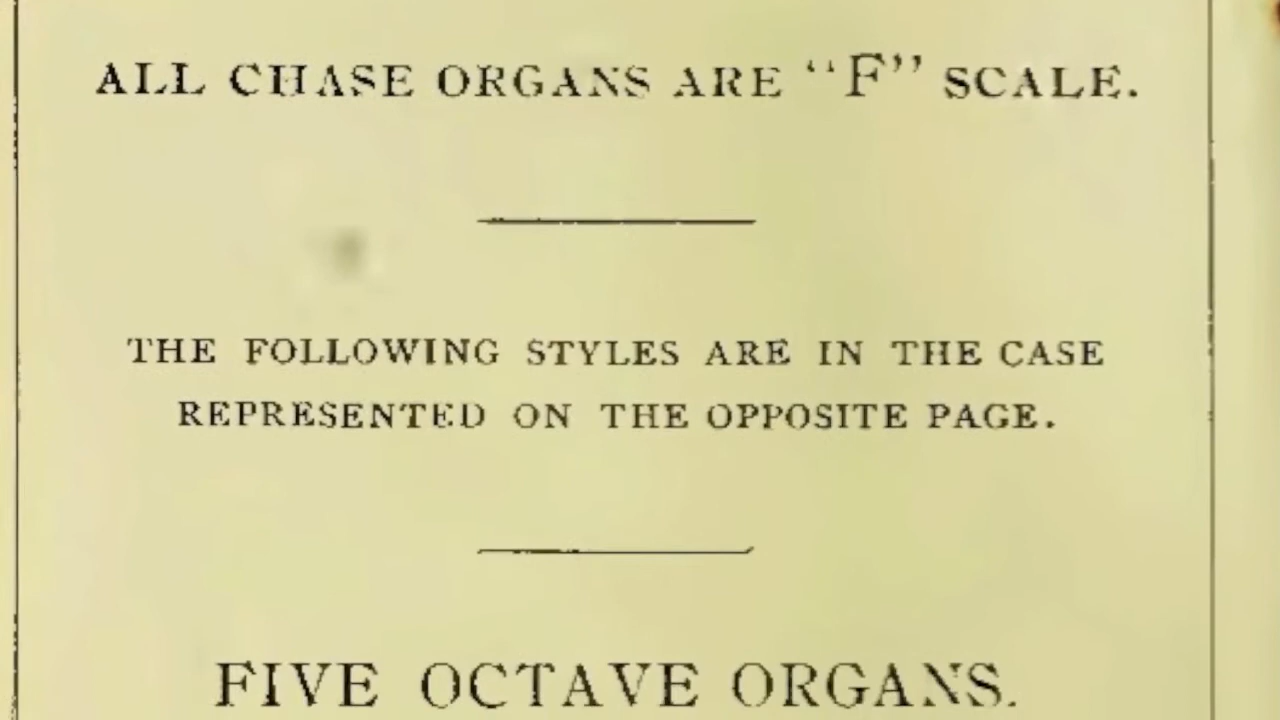 ALL CHASE ORGANS ARE “F” SCALE.
THE FOLLOWING STYLES ARE IN THE CASE
REPRESENTED ON THE OPPOSITE PAGE.
FIVE OCTAVE ORGANS.